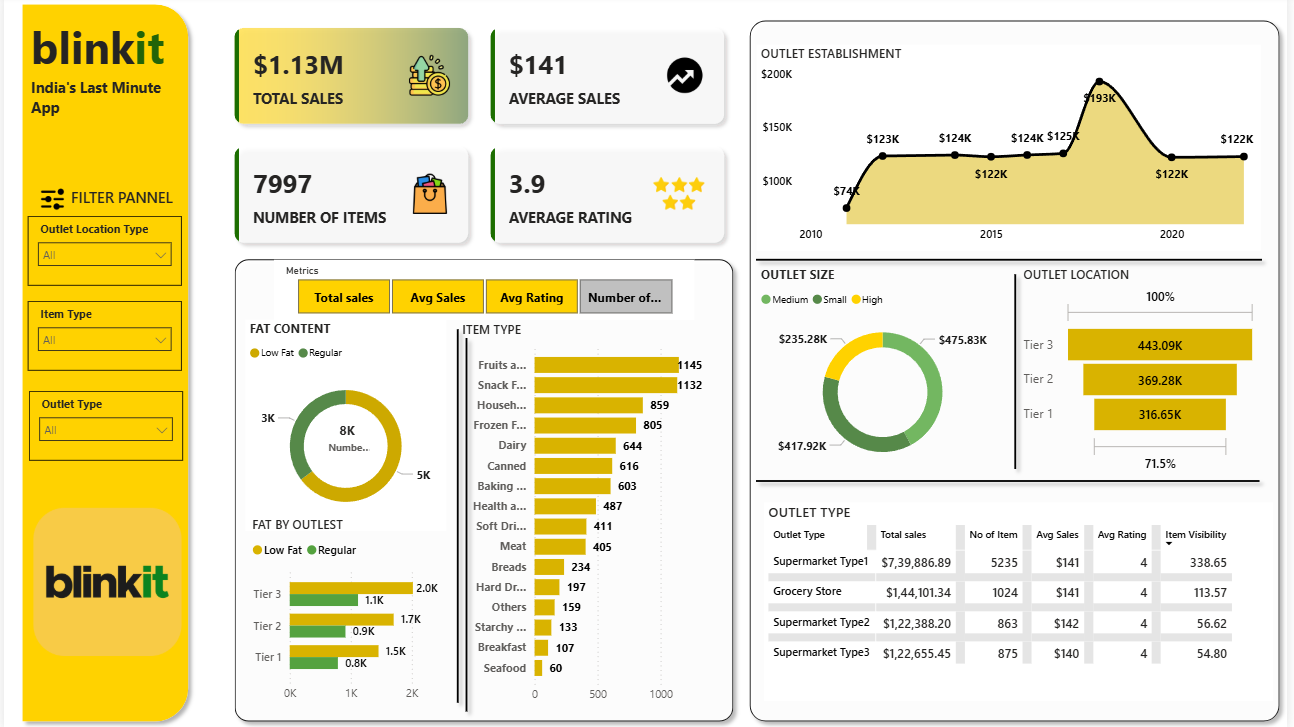 blinkit
India's Last Minute
App
FILTER PANNEL
Outlet Location Type
All
Item Type
All
Outlet Type
All
blinkit
$1.13M
TOTAL SALES
$141
AVERAGE SALES
7997
NUMBER OF ITEMS
3.9
AVERAGE RATING
Metrics
Total sales Avg Sales Avg Rating Number of...
FAT CONTENT
Low Fat Regular
3K
8K
Numbe..
5K
FAT BY OUTLEST
Low Fat Regular
Tier 3 2.0K
1.1K
Tier 2 1.7K
0.9K
Tier 1 1.5K
0.8K
0K 1K 2K
ITEM TYPE
Fruits a... 1145
Snack F... 1132
Househ... 859
Frozen F... 805
Dairy 644
Canned 616
Baking ... 603
Health a... 487
Soft Dri... 411
Meat 405
Breads 234
Hard Dr... 197
Others 159
Starchy ... 133
Breakfast 107
Seafood 60
0 500 1000
OUTLET ESTABLISHMENT
$200K
$150K
$100K
$74K
$123K
$124K
$122K
$124K
$125K
$193K
$122K
$122K
2010 2015 2020
OUTLET SIZE
Medium Small High
$235.28K
$475.83K
$417.92K
OUTLET LOCATION
100%
Tier 3 443.09K
Tier 2 369.28K
Tier 1 316.65K
71.5%
OUTLET TYPE
Outlet Type Total sales No of Item Avg Sales Avg Rating Item Visibility
Supermarket Type1 $7,39,886.89 5235 $141 4 338.65
Grocery Store $1,44,101.34 1024 $141 4 113.57
Supermarket Type2 $1,22,388.20 863 $142 4 56.62
Supermarket Type3 $1,22,655.45 875 $140 4 54.80